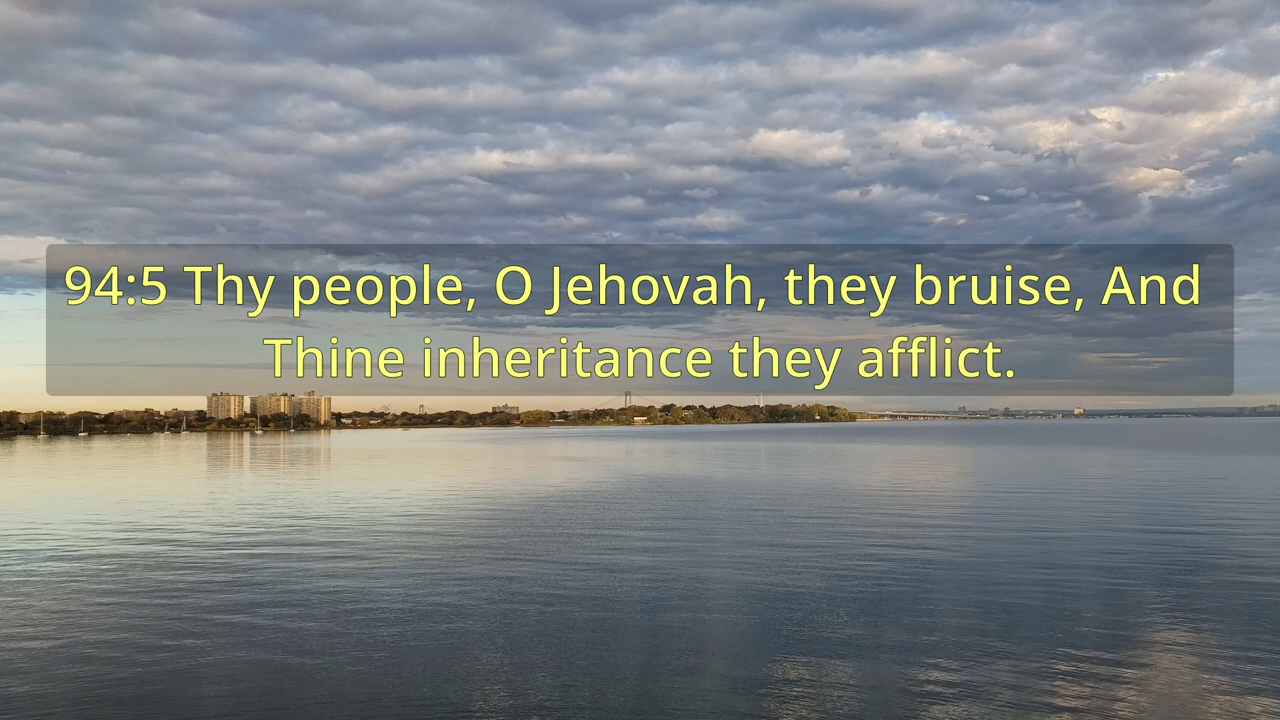 94:5 Thy people, O Jehovah, they bruise, And
Thine inheritance they afflict.